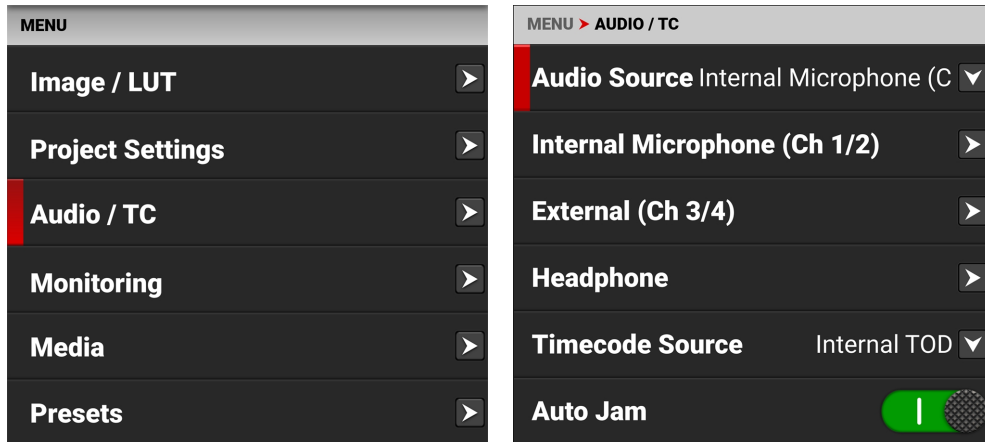 MENU
Image / LUT
Project Settings
Audio / TC
Monitoring
Media
Presets
MENU AUDIO / TC
Audio Source Internal Microphone (C
Internal Microphone (Ch 1/2)
External (Ch 3/4)
Headphone
Timecode Source Internal TOD
Auto Jam